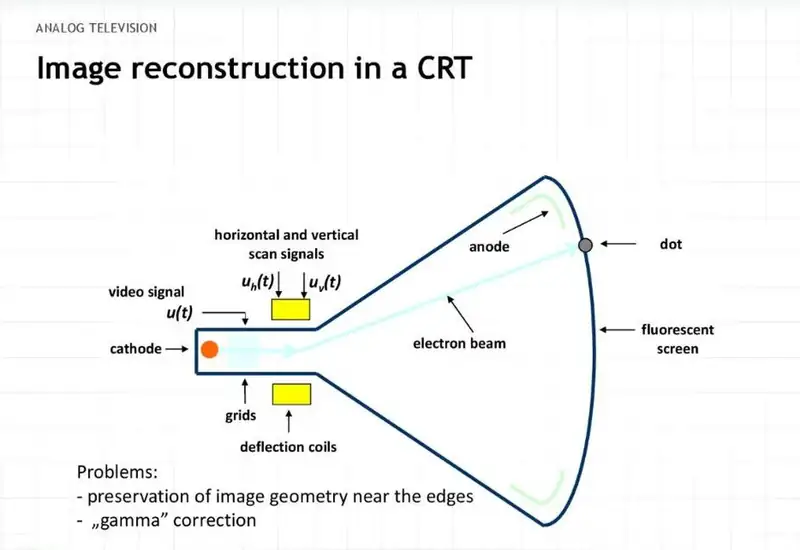 ANALOG TELEVISION
Image reconstruction in a CRT
horizontal and vertical
scan signals
uh(t) uv(t)
video signal
u(t)
cathode
grids
deflection coils
anode
dot
electron beam
fluorescent
screen
Problems:
- preservation of image geometry near the edges
- „gamma” correction